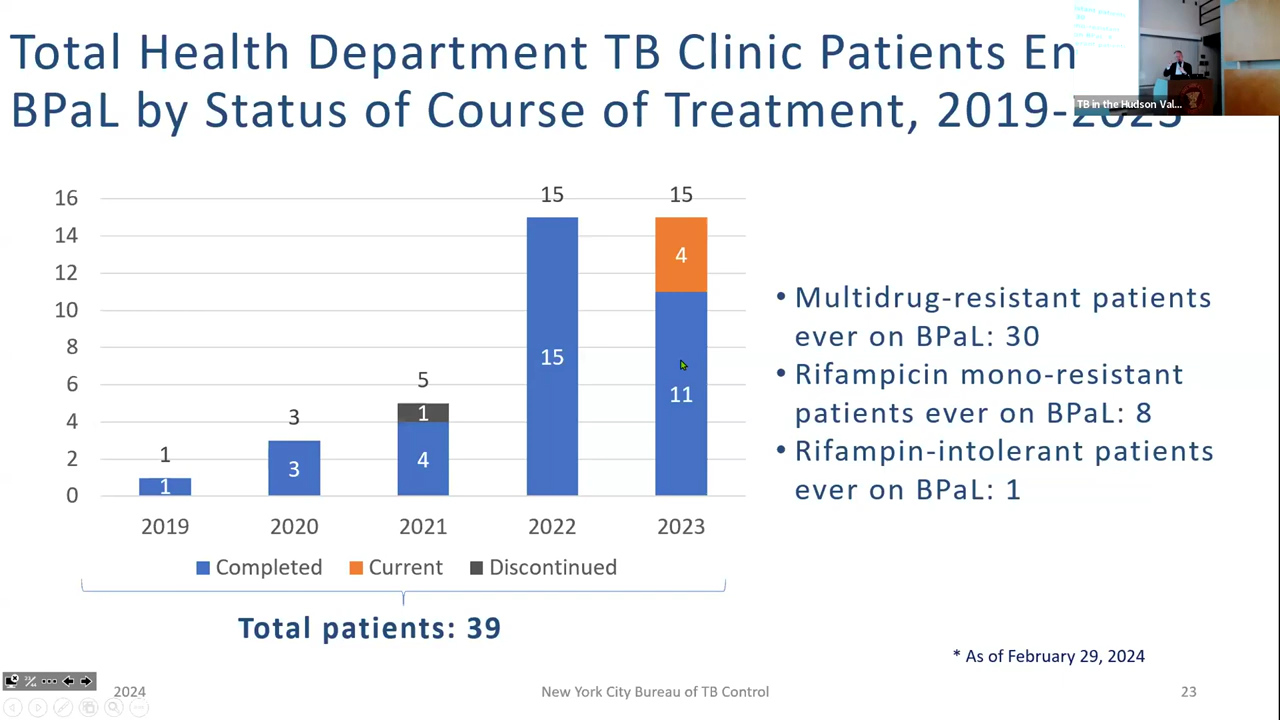 Total Health Department TB Clinic Patients En
BPaL by Status of Course of Treatment, 2019-2023
TB in the Hudson Val...
16
14
12
10
8
6
4
2
0
1
1
3
3
5
1
4
15
15
15
4
11
2019 2020 2021 2022 2023
Completed Current Discontinued
Total patients: 39
• Multidrug-resistant patients
ever on BPaL: 30
• Rifampicin mono-resistant
patients ever on BPaL: 8
• Rifampin-intolerant patients
ever on BPaL: 1
* As of February 29, 2024
2024
New York City Bureau of TB Control
23